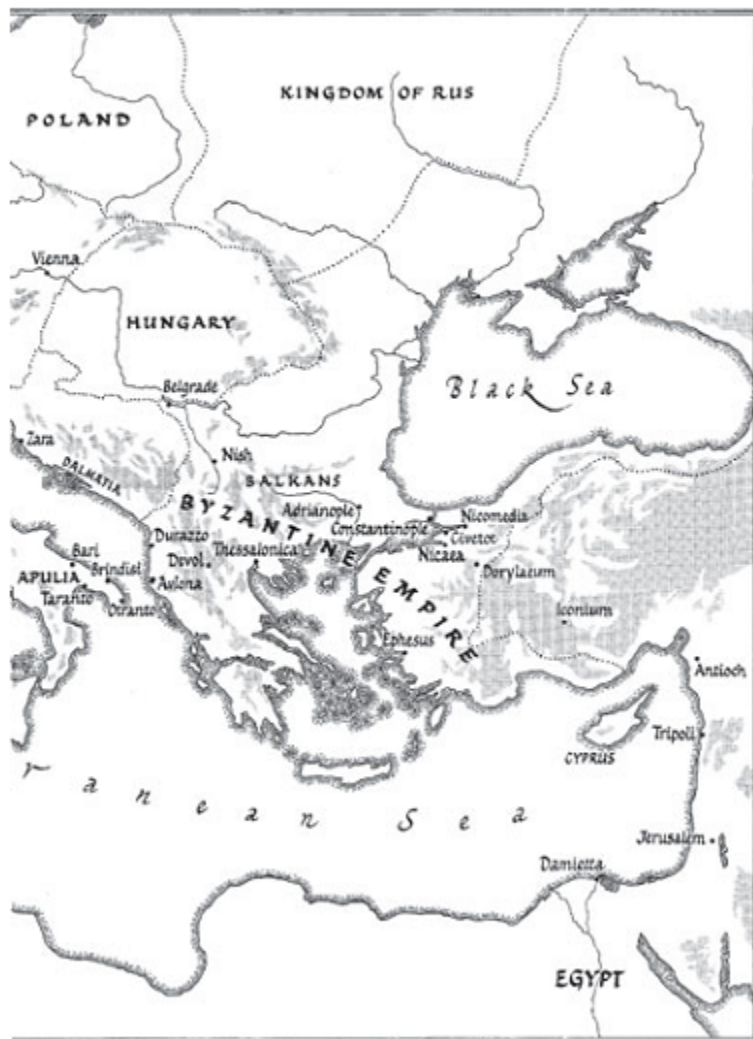 KINGDOM OF RUS
POLAND
Vienna
HUNGARY
Belgrade
Black Sea
Zara
DALMATIA
Nish
BALKANS
BYZANTINE
EMPIRE
Adrianople
Constantinople
Nicomedia
Civetot
Nicaea
Durazzo
Devol
Thessalonica
Dorylaeum
Bari
APULIA
Brindisi
Avlona
Taranto
Otranto
Iconium
Ephesus
Antioch
CYPRUS
Tripoli
ranean Sea
Jerusalem
Damietta
EGYPT